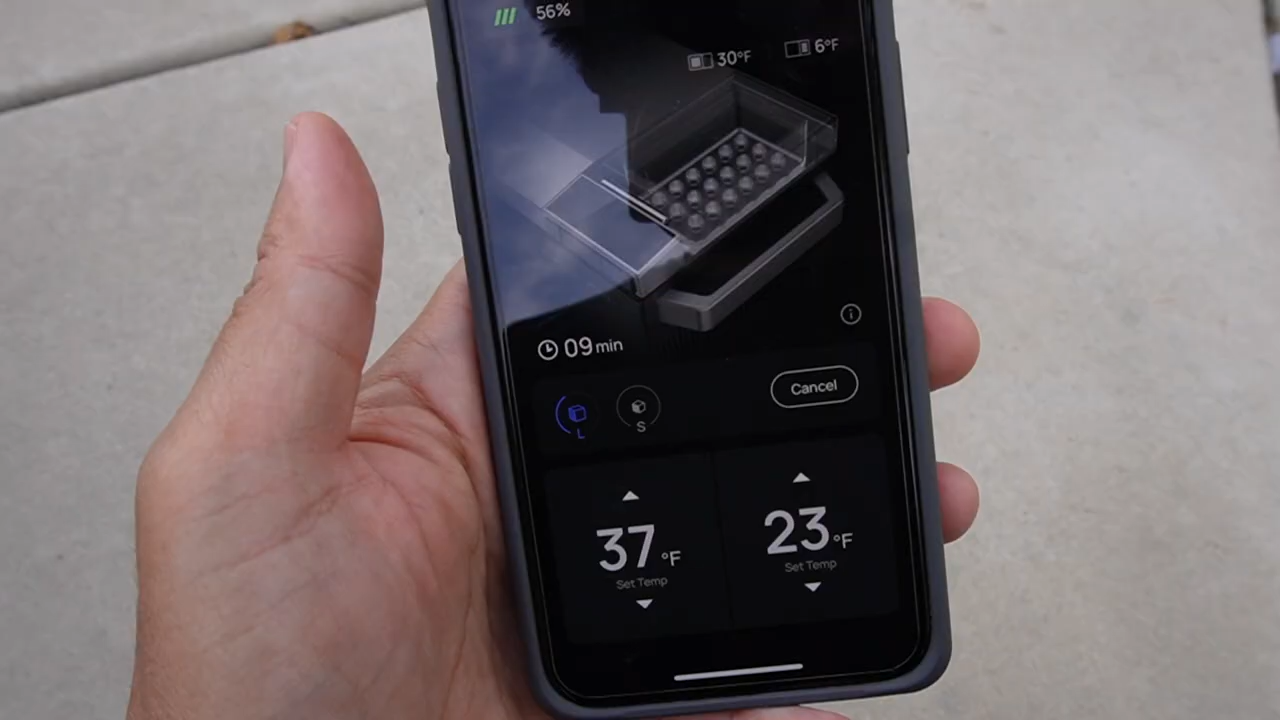 56%
30°F 6°F
09 min
L S Cancel
37 °F 23 °F
Set Temp Set Temp